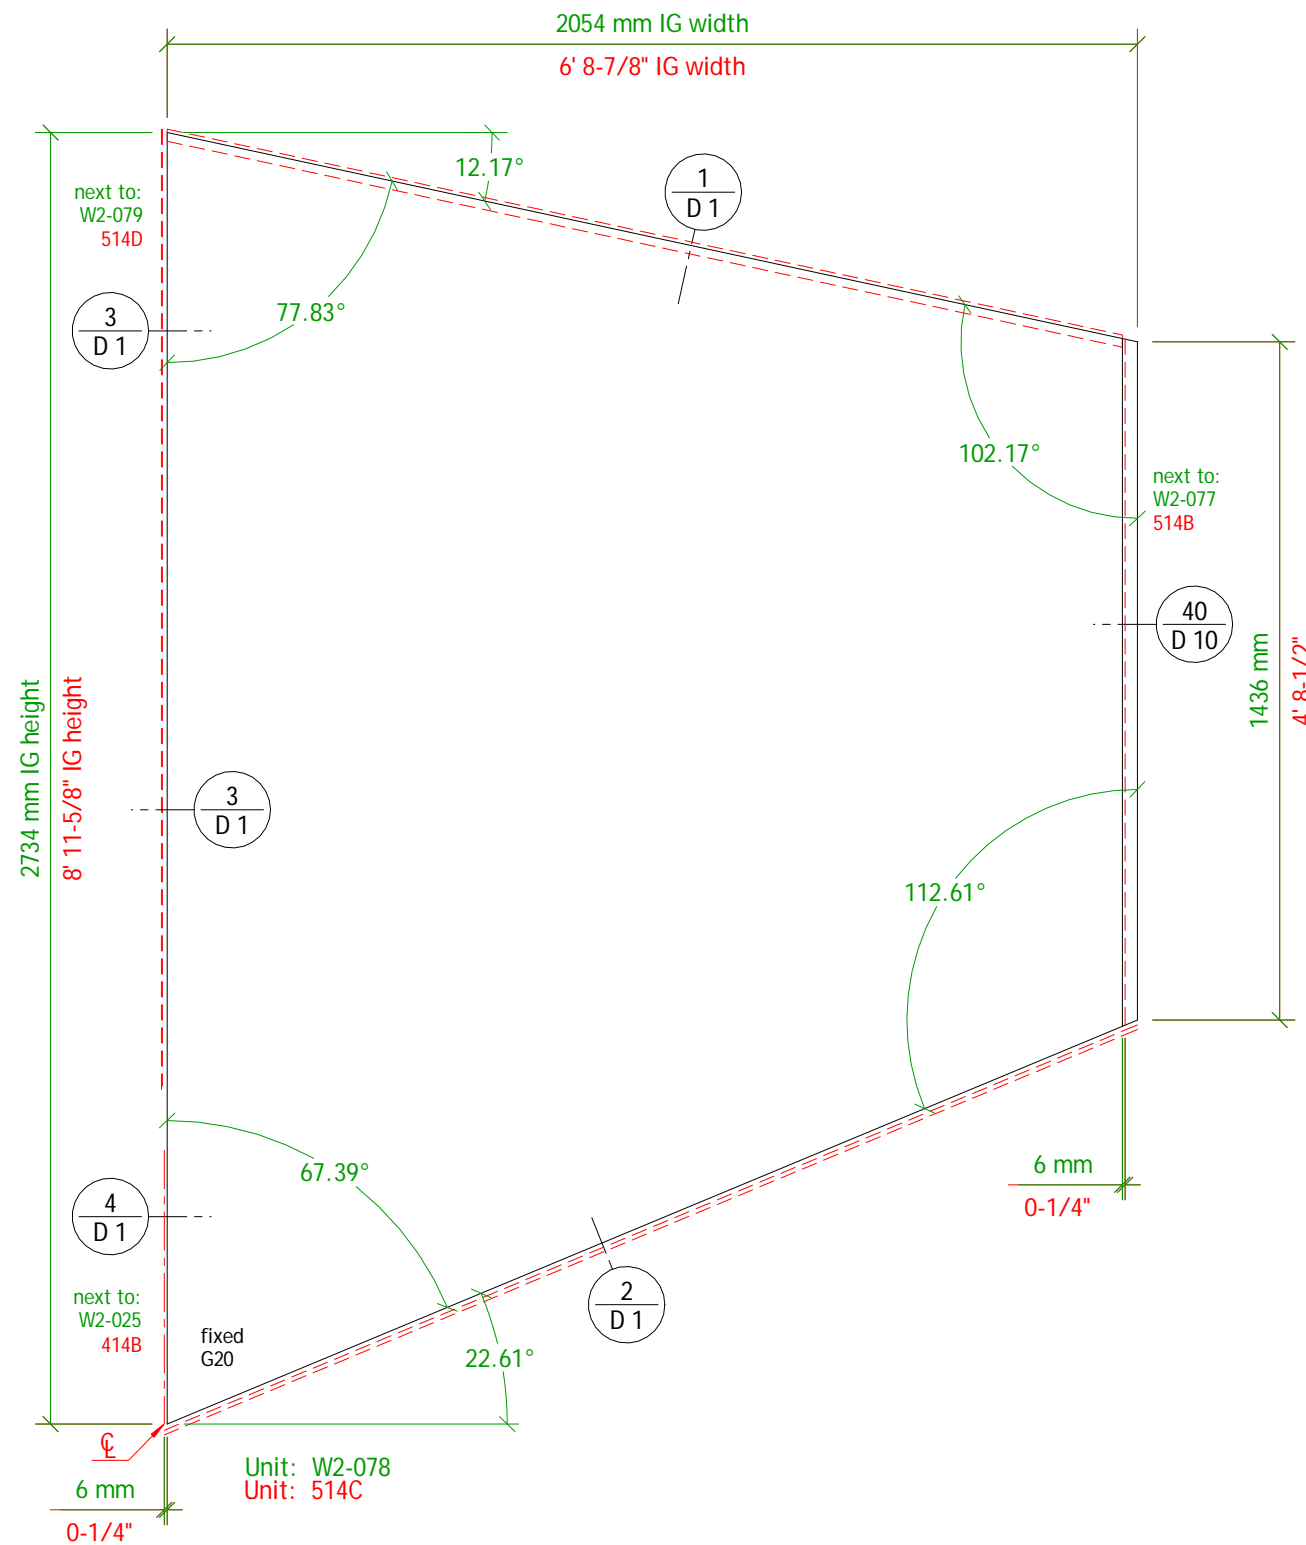 2054 mm IG width
6' 8-7/8" IG width
12.17°
1
D 1
next to:
W2-079
514D
77.83°
3
D 1
102.17°
next to:
W2-077
514B
40
D 10
1436 mm
4' 8-1/2"
2734 mm IG height
8' 11-5/8" IG height
3
D 1
112.61°
67.39°
6 mm
0-1/4"
4
D 1
next to:
W2-025
414B
fixed
G20
2
D 1
22.61°
℄
Unit: W2-078
Unit: 514C
6 mm
0-1/4"